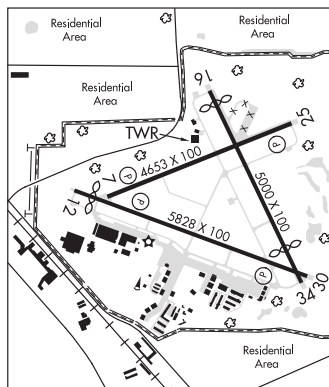 Residential
Area
Residential
Area
Residential
Area
16
25
TWR
4653 X 100
P
P
7
5000 X 100
12
P
5828 X 100
P
34
30
Residential
Area